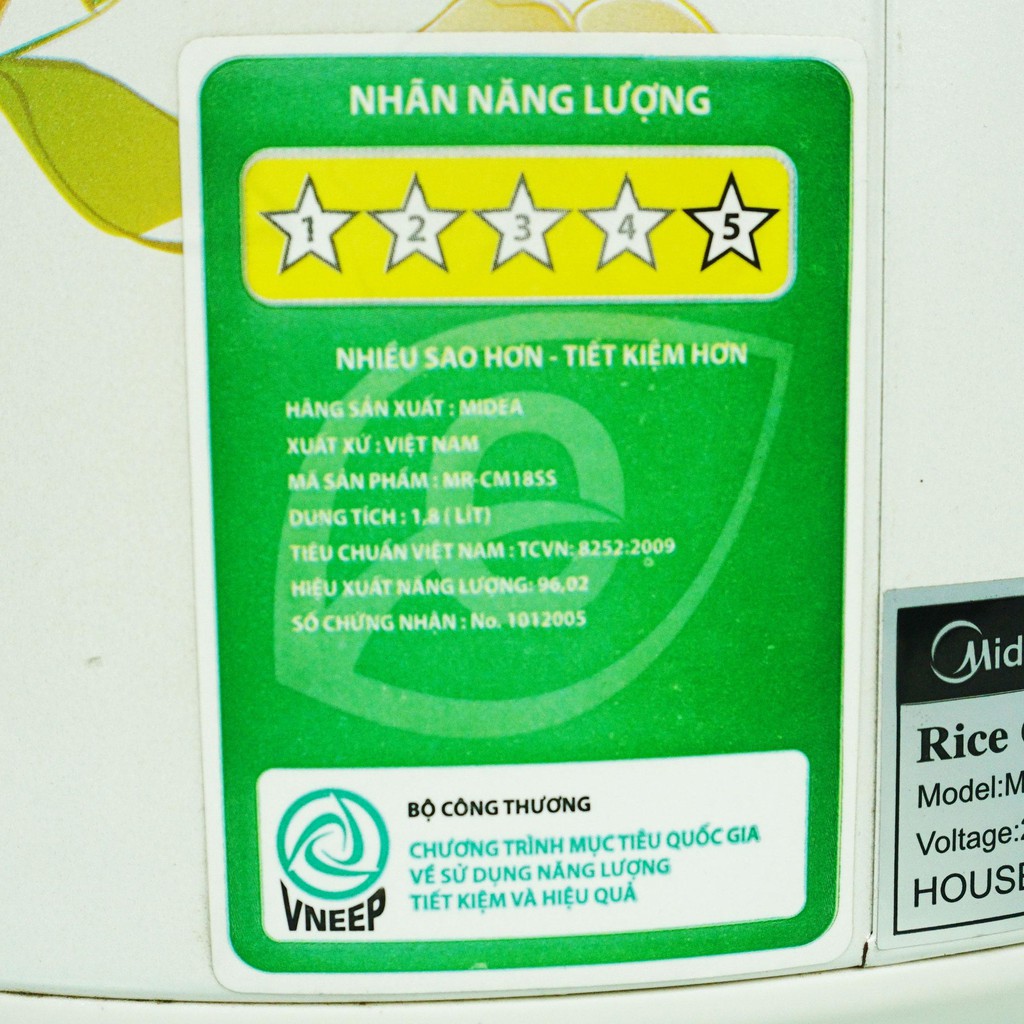 NHÃN NĂNG LƯỢNG
1 2 3 4 5
NHIỀU SAO HƠN - TIẾT KIỆM HƠN
HÃNG SẢN XUẤT : MIDEA
XUẤT XỨ : VIỆT NAM
MÃ SẢN PHẨM : MR-CM18SS
DUNG TÍCH : 1,8 ( LÍT)
TIÊU CHUẨN VIỆT NAM : TCVN: 8252:2009
HIỆU XUẤT NĂNG LƯỢNG: 96,02
SỐ CHỨNG NHẬN : No. 1012005
BỘ CÔNG THƯƠNG
CHƯƠNG TRÌNH MỤC TIÊU QUỐC GIA
VỀ SỬ DỤNG NĂNG LƯỢNG
TIẾT KIỆM VÀ HIỆU QUẢ
VNEEP
Mid
Rice
Model:M
Voltage:2
HOUSE